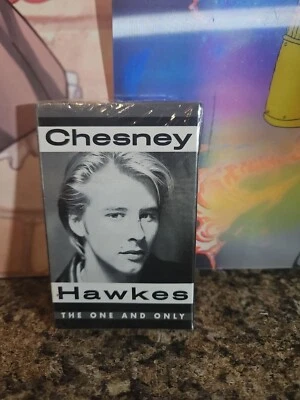 Chesney
Hawkes
THE ONE AND ONLY